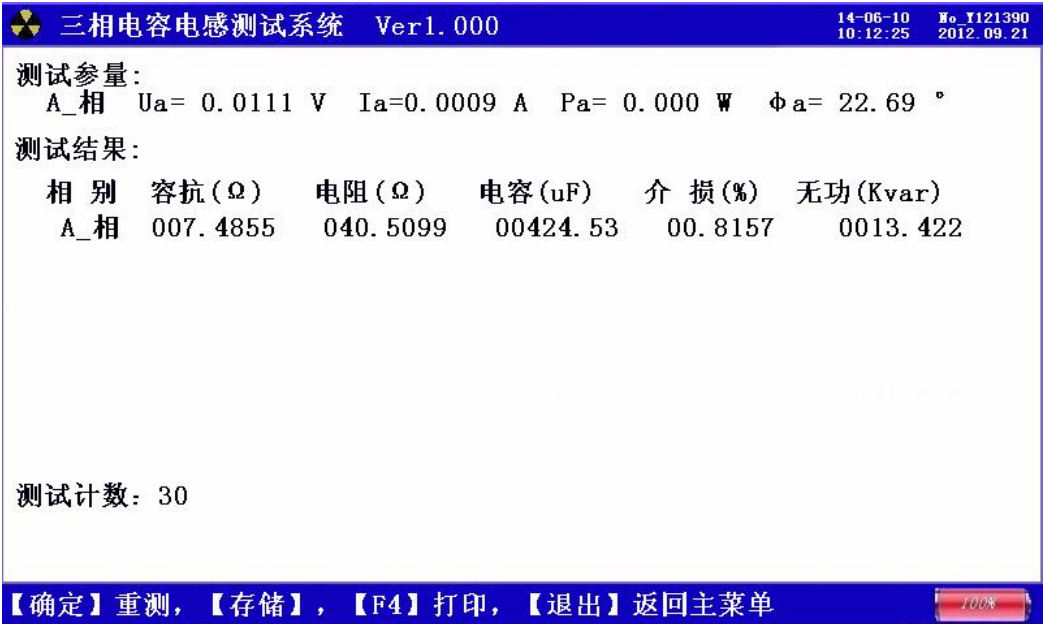 三相电容电感测试系统 Ver1.000 14-06-10 No_Y121390
10:12:25 2012.09.21
测试参量:
A_相 Ua= 0.0111 V Ia=0.0009 A Pa= 0.000 W ϕa= 22.69 °
测试结果:
相 别 容抗(Ω) 电阻(Ω) 电容(uF) 介 损(%) 无功(Kvar)
A_相 007.4855 040.5099 00424.53 00.8157 0013.422
测试计数: 30
【确定】重测, 【存储】, 【F4】打印, 【退出】返回主菜单 100%